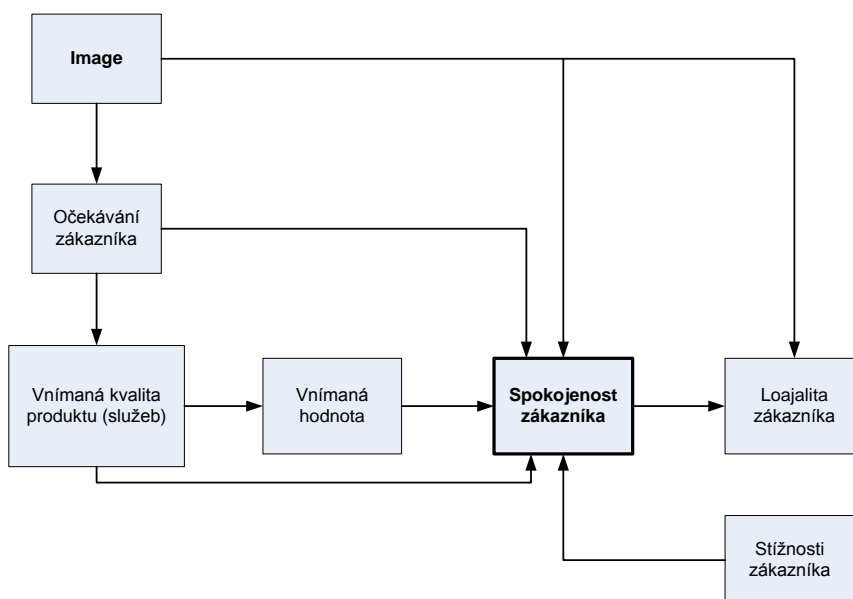 Image
Očekávání
zákazníka
Vnímaná kvalita
produktu (služeb)
Vnímaná
hodnota
Spokojenost
zákazníka
Loajalita
zákazníka
Stížnosti
zákazníka